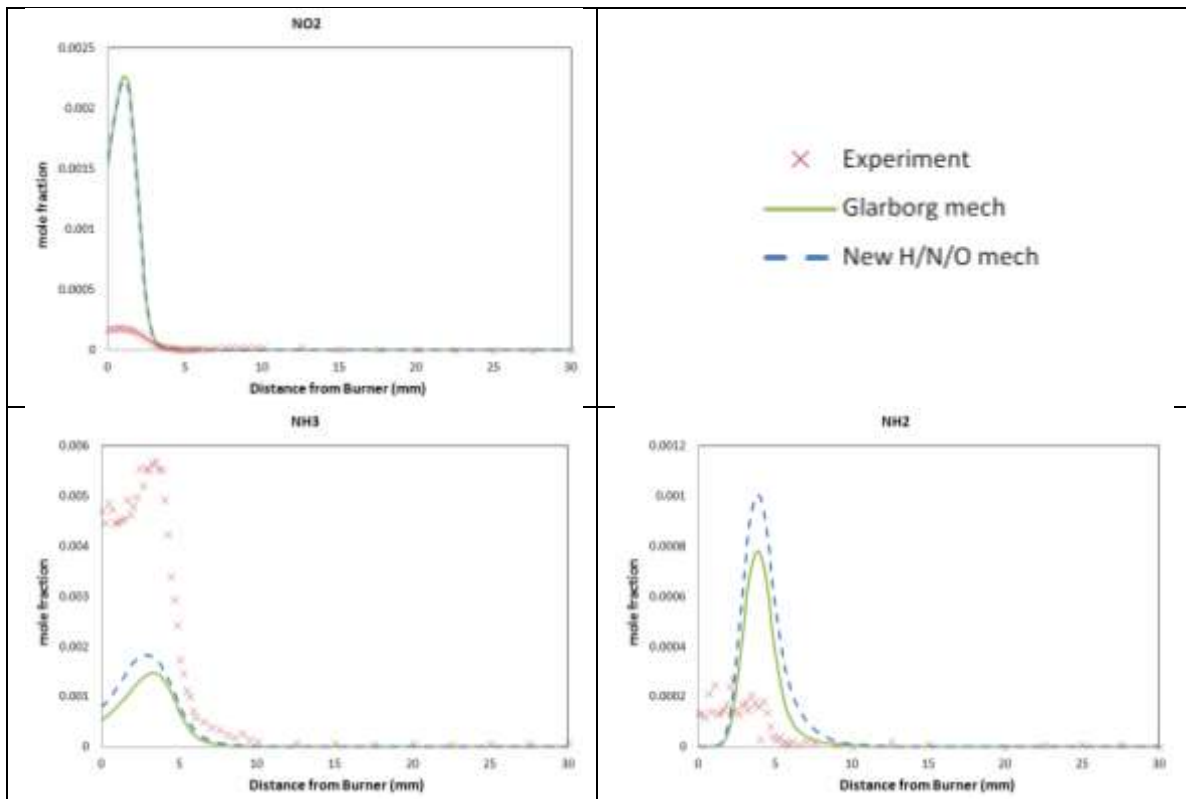 NO2
0.0025
0.002
0.0015
0.001
0.0005
0
mole fraction
0 5 10 15 20 25 30
Distance from Burner (mm)
Experiment
Glarborg mech
New H/N/O mech
NH3
0.006
0.005
0.004
0.003
0.002
0.001
0
mole fraction
0 5 10 15 20 25 30
Distance from Burner (mm)
NH2
0.0012
0.001
0.0008
0.0006
0.0004
0.0002
0
mole fraction
0 5 10 15 20 25 30
Distance from Burner (mm)